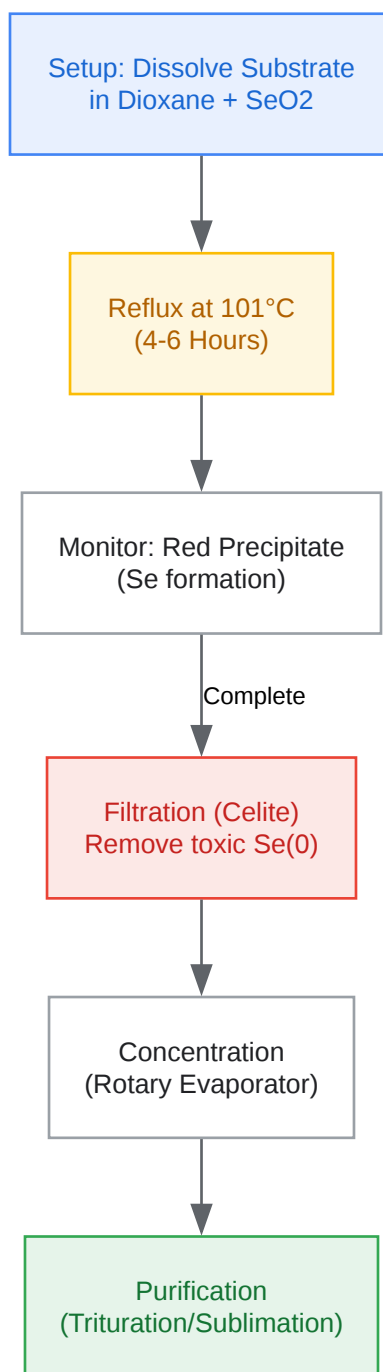 Setup: Dissolve Substrate
in Dioxane + SeO2
Reflux at 101°C
(4-6 Hours)
Monitor: Red Precipitate
(Se formation)
Complete
Filtration (Celite)
Remove toxic Se(0)
Concentration
(Rotary Evaporator)
Purification
(Trituration/Sublimation)